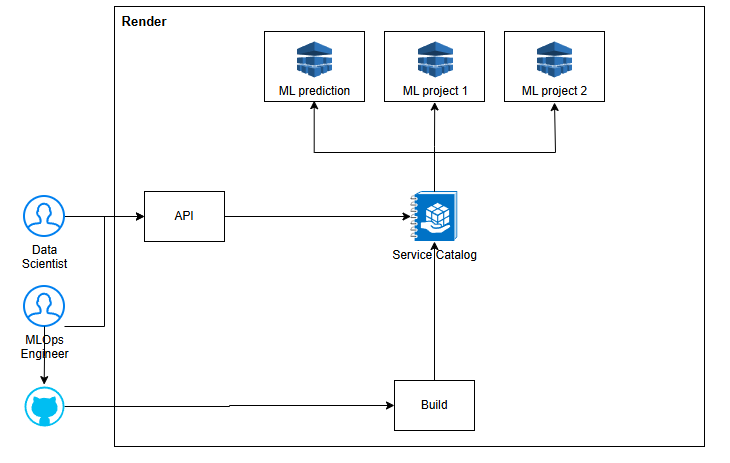 Render
ML prediction
ML project 1
ML project 2
API
Data
Scientist
Service Catalog
MLOps
Engineer
Build